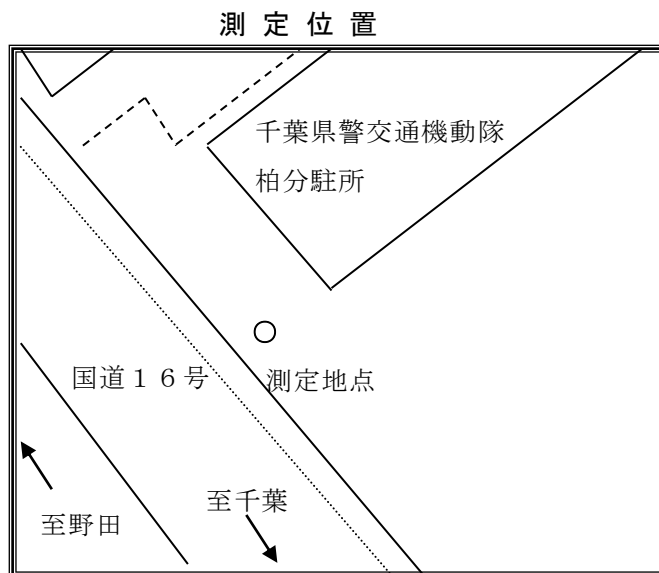 測 定 位 置
千葉県警交通機動隊
柏分駐所
国道１６号
測定地点
至千葉
至野田